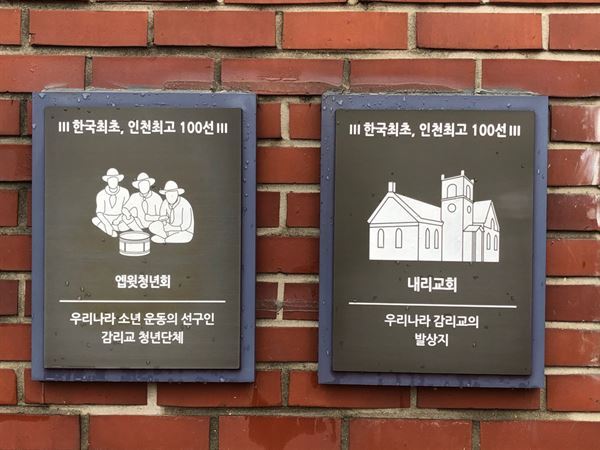 한국최초, 인천최고 100선
엡윗청년회
우리나라 소년 운동의 선구인
감리교 청년단체
한국최초, 인천최고 100선
내리교회
우리나라 감리교의
발상지